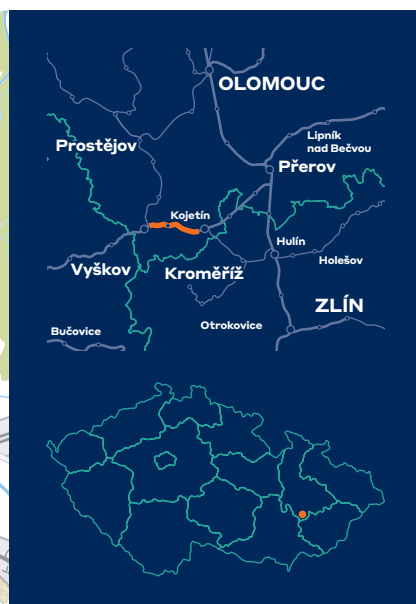 OLOMOUC
Prostějov
Lipník
nad Bečvou
Přerov
Kojetín
Hulín
Holešov
Vyškov
Kroměříž
ZLÍN
Otrokovice
Bučovice